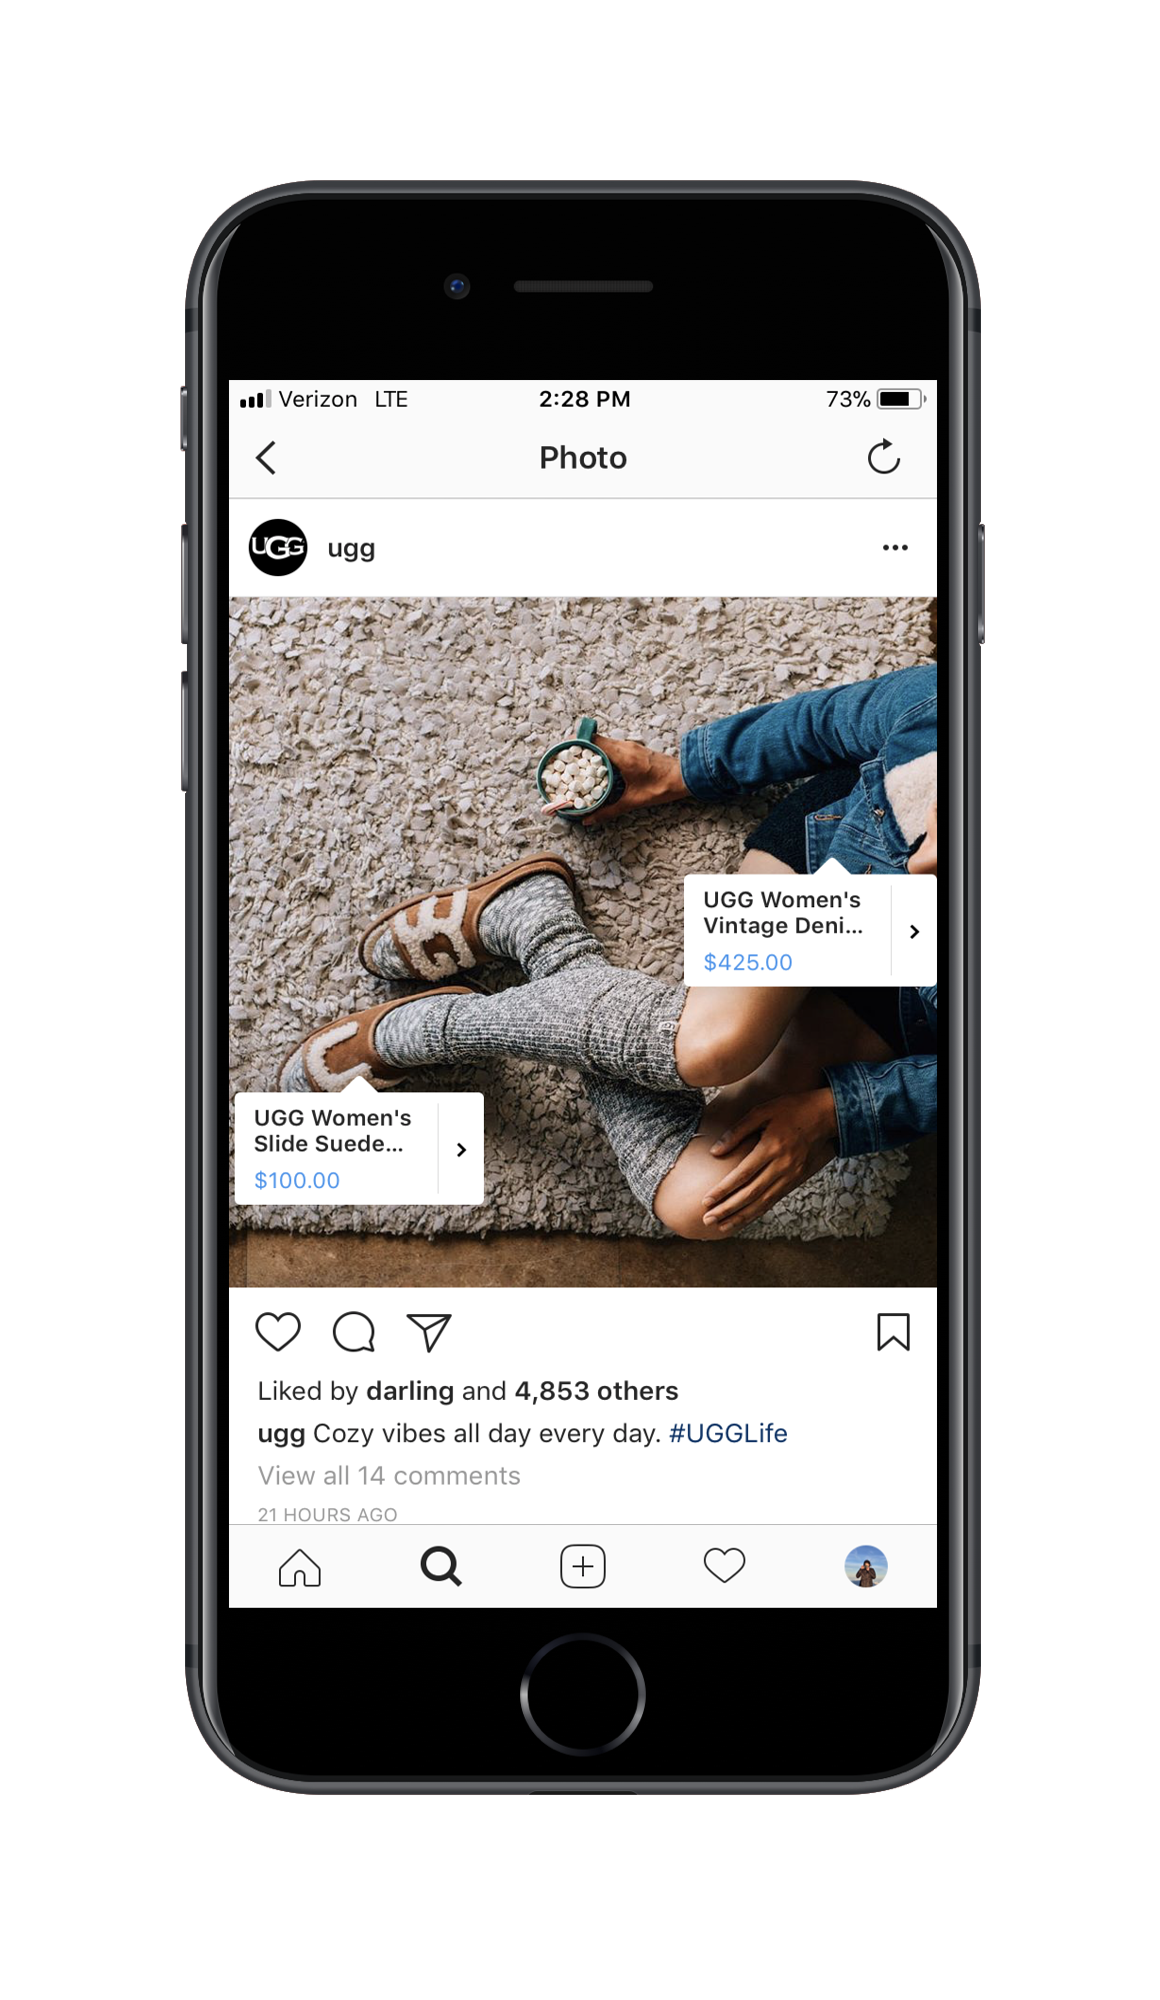 Verizon LTE 2:28 PM 73%
Photo
UGG ugg
UGG Women's
Vintage Deni...
$425.00
UGG Women's
Slide Suede...
$100.00
Liked by darling and 4,853 others
ugg Cozy vibes all day every day. #UGGLife
View all 14 comments
21 HOURS AGO